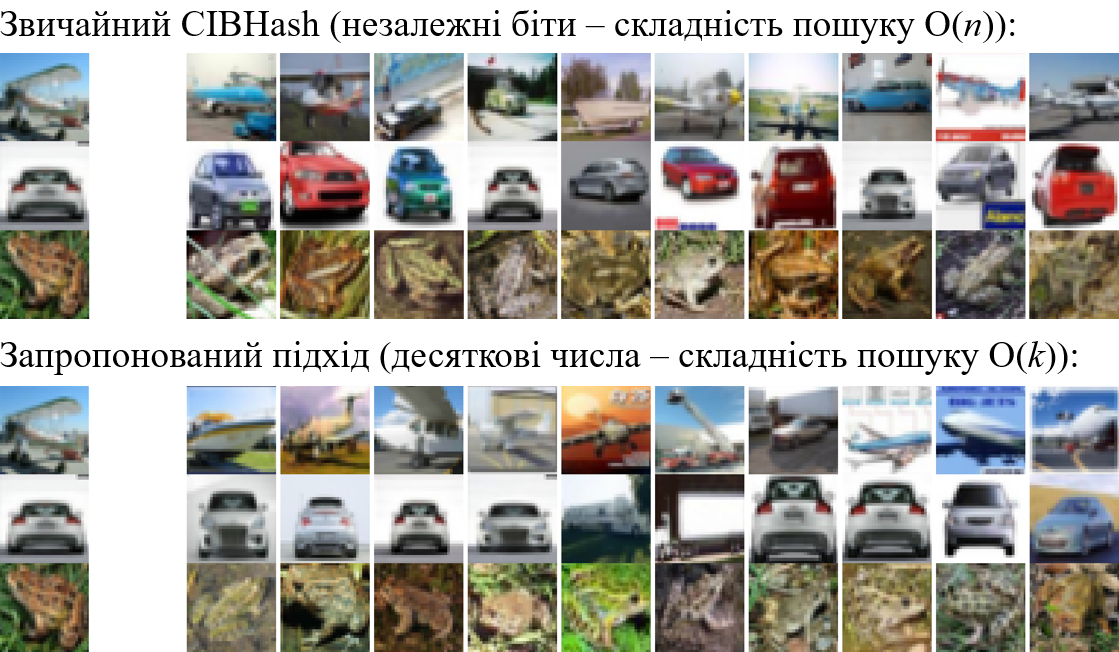 Звичайний CIBHash (незалежні біти – складність пошуку O(n)):
Запропонований підхід (десяткові числа – складність пошуку O(k)):